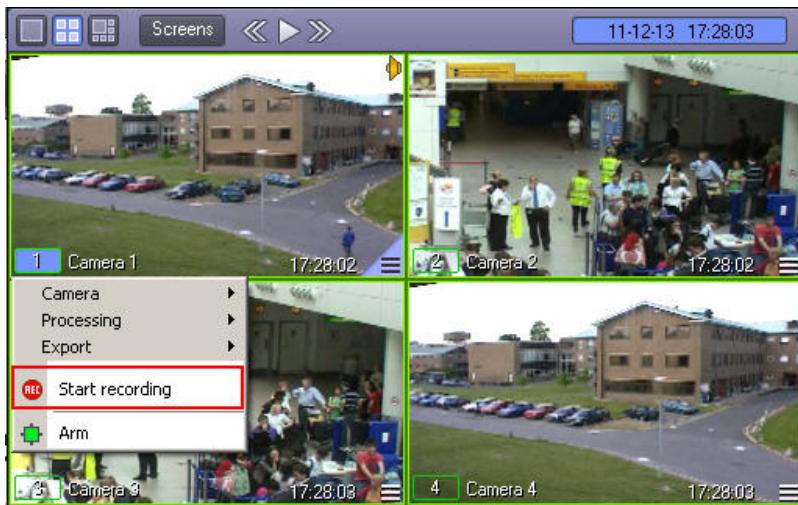 Screens
11-12-13 17:28:03
1 Camera 1 17:28:02
2 Camera 2 17:28:02
Camera
Processing
Export
REC Start recording
Arm
3 Camera 3 17:28:03
4 Camera 4 17:28:03